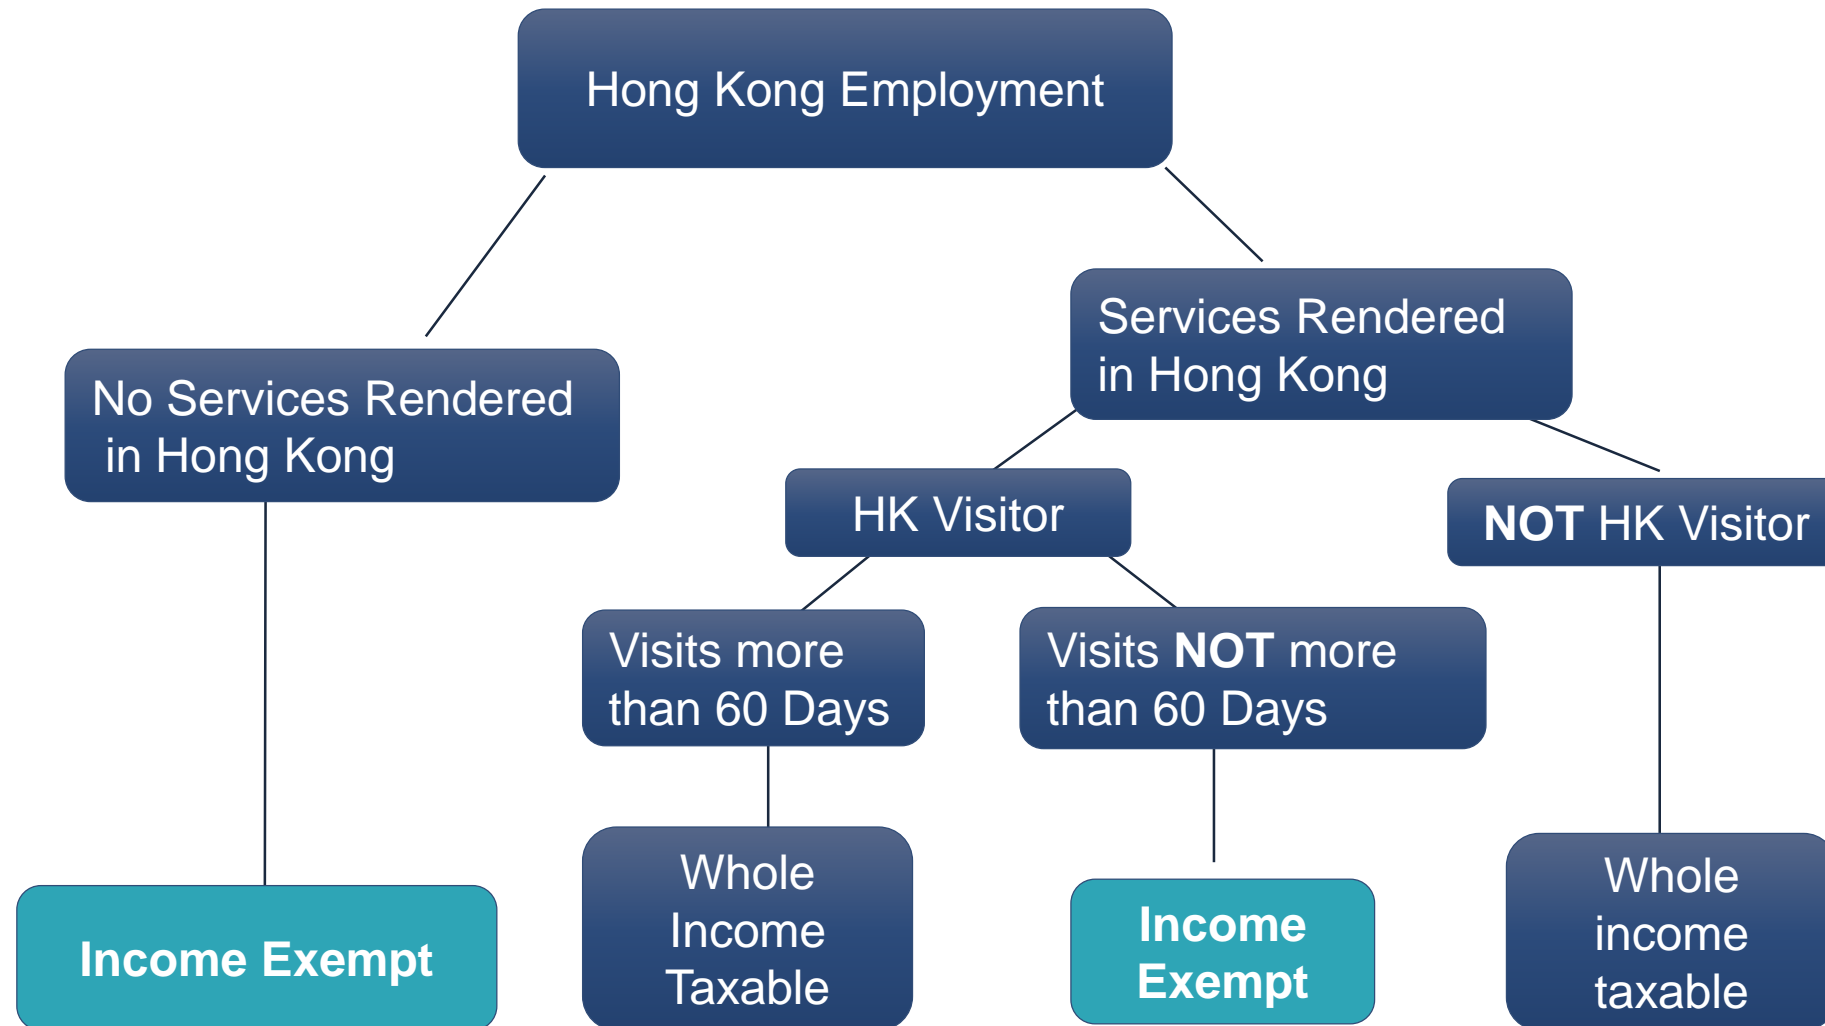 Hong Kong Employment
Services Rendered
in Hong Kong
No Services Rendered
in Hong Kong
HK Visitor
NOT HK Visitor
Visits more
than 60 Days
Visits NOT more
than 60 Days
Income Exempt
Whole
Income
Taxable
Income
Exempt
Whole
income
taxable